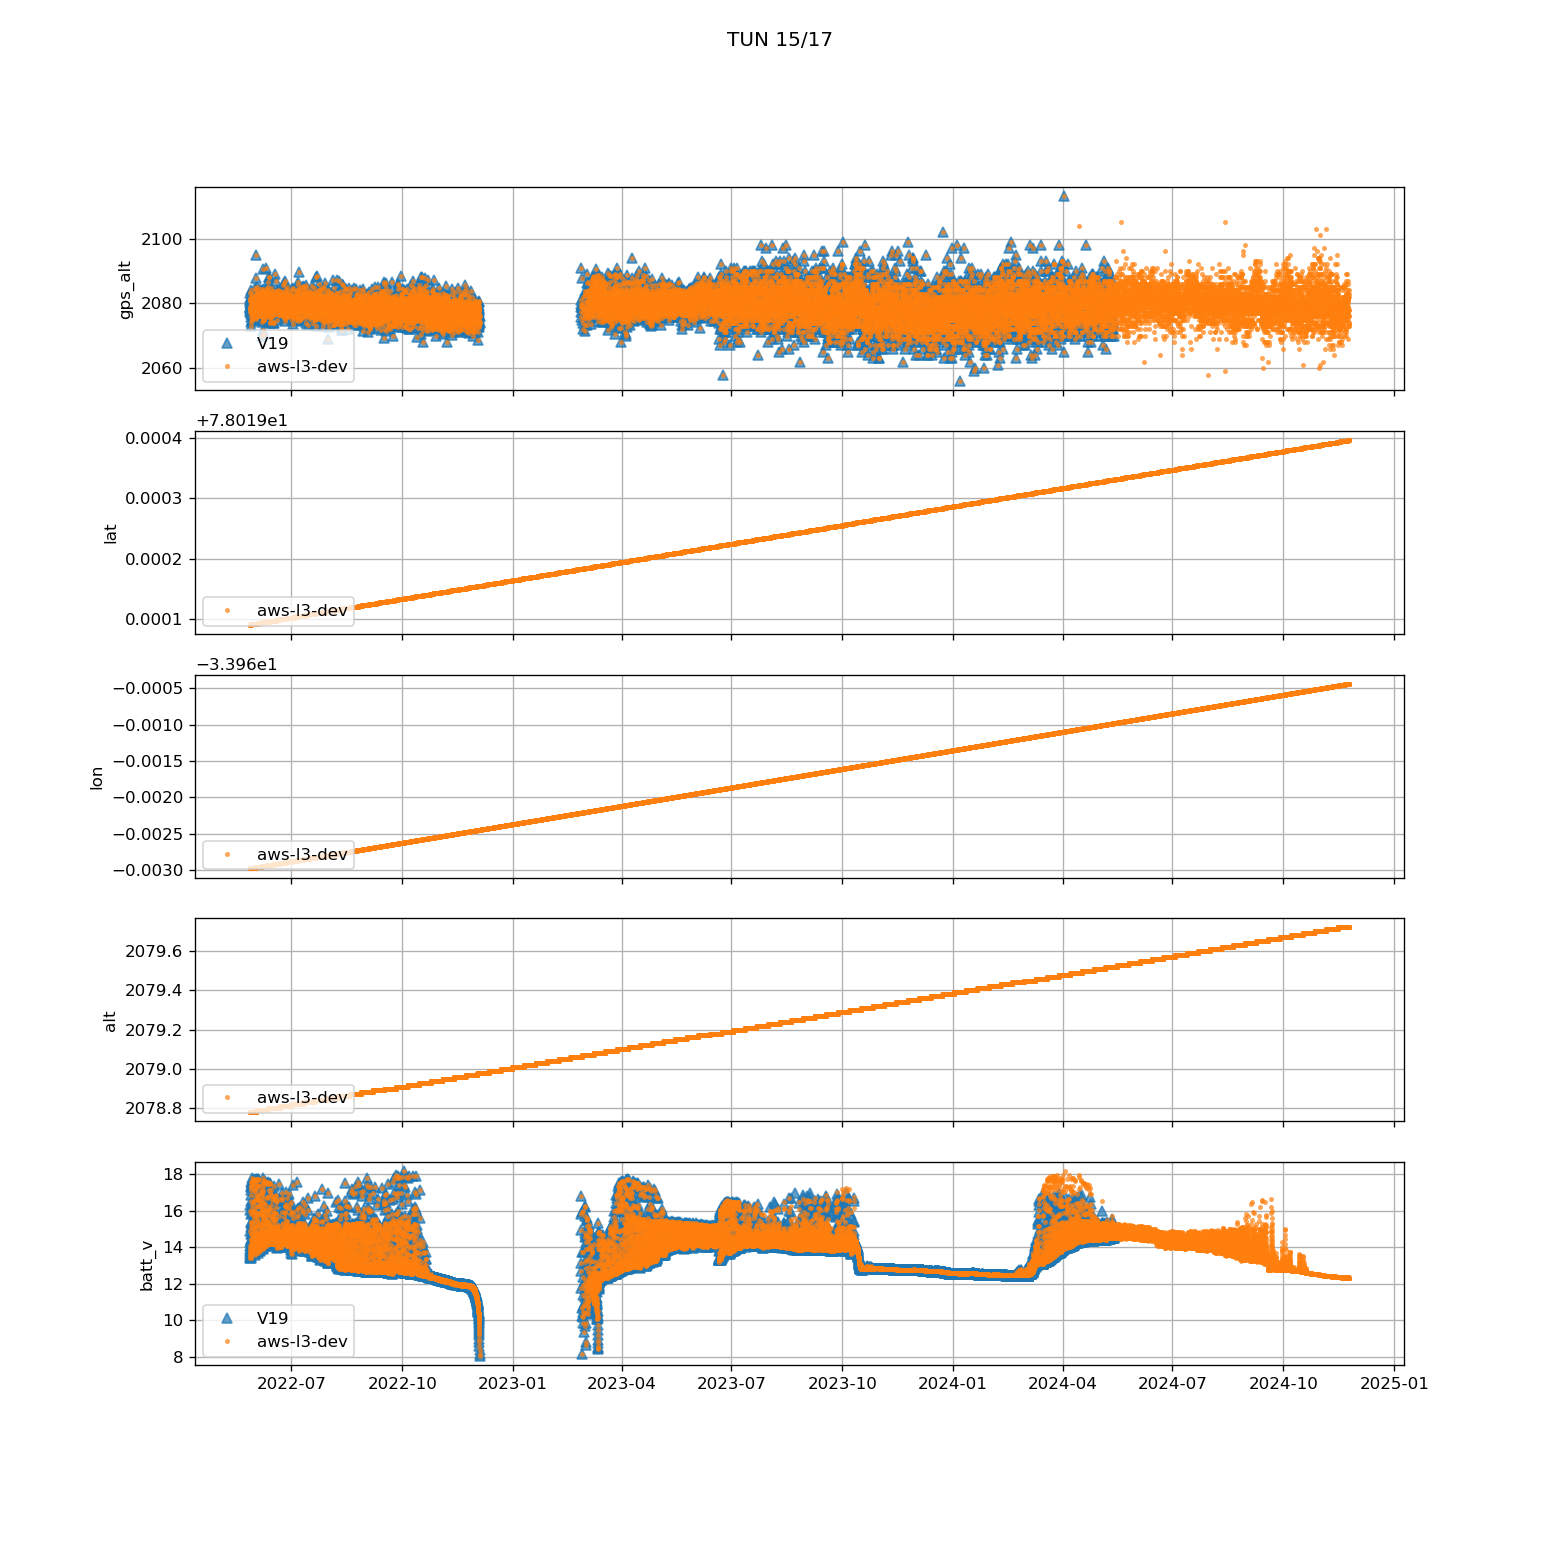 TUN 15/17
2100
2080
2060
gps_alt
V19
aws-l3-dev
+7.8019e1
0.0004
0.0003
0.0002
0.0001
lat
aws-l3-dev
−3.396e1
−0.0005
−0.0010
−0.0015
−0.0020
−0.0025
−0.0030
lon
aws-l3-dev
2079.6
2079.4
2079.2
2079.0
2078.8
alt
aws-l3-dev
18
16
14
12
10
8
batt_v
V19
aws-l3-dev
2022-07 2022-10 2023-01 2023-04 2023-07 2023-10 2024-01 2024-04 2024-07 2024-10 2025-01